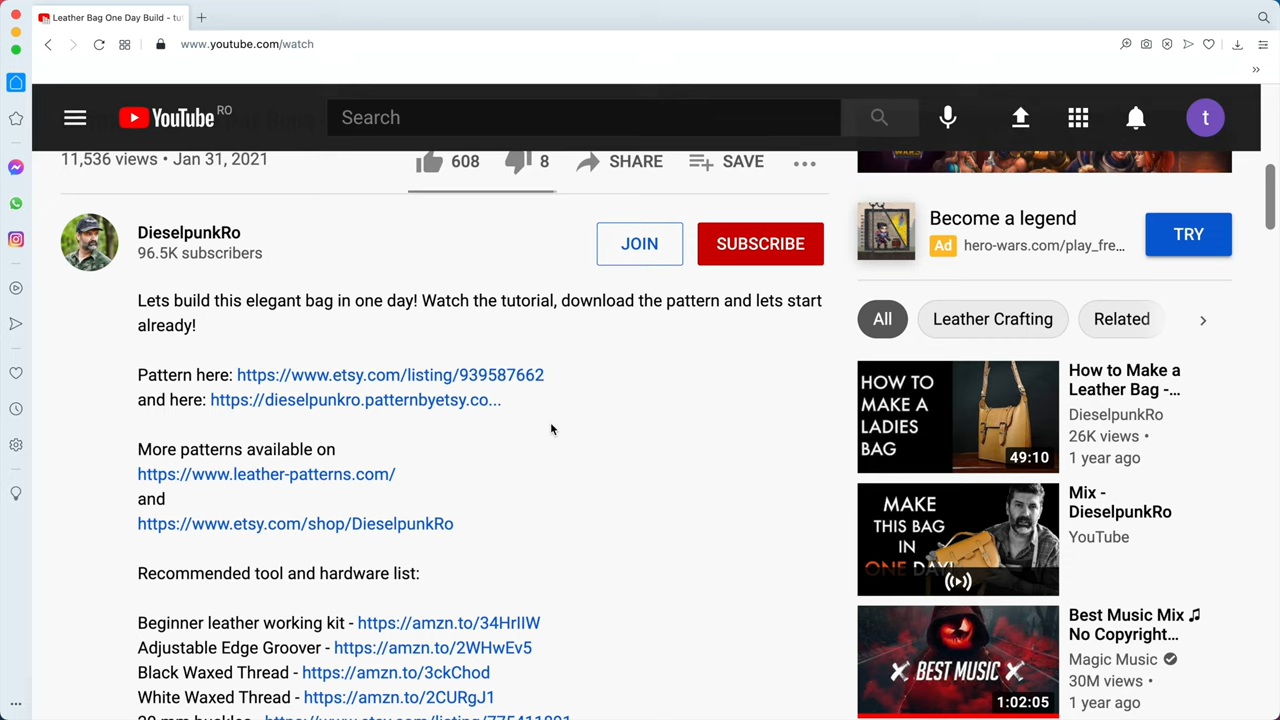 Leather Bag One Day Build - tut
www.youtube.com/watch
YouTube RO
Search
t
11,536 views • Jan 31, 2021
608
8
SHARE
SAVE
DieselpunkRo
96.5K subscribers
JOIN
SUBSCRIBE
Lets build this elegant bag in one day! Watch the tutorial, download the pattern and lets start
already!
Pattern here: https://www.etsy.com/listing/939587662
and here: https://dieselpunkro.patternbyetsy.co...
More patterns available on
https://www.leather-patterns.com/
and
https://www.etsy.com/shop/DieselpunkRo
Recommended tool and hardware list:
Beginner leather working kit - https://amzn.to/34HrIIW
Adjustable Edge Groover - https://amzn.to/2WHwEv5
Black Waxed Thread - https://amzn.to/3ckChod
White Waxed Thread - https://amzn.to/2CURgJ1
Become a legend
Ad hero-wars.com/play_fre...
TRY
All
Leather Crafting
Related
HOW TO
MAKE A
LADIES
BAG
49:10
How to Make a
Leather Bag -...
DieselpunkRo
26K views •
1 year ago
MAKE
THIS BAG
IN
ONE DAY!
Mix -
DieselpunkRo
YouTube
BEST MUSIC
1:02:05
Best Music Mix ♫
No Copyright...
Magic Music
30M views •
1 year ago